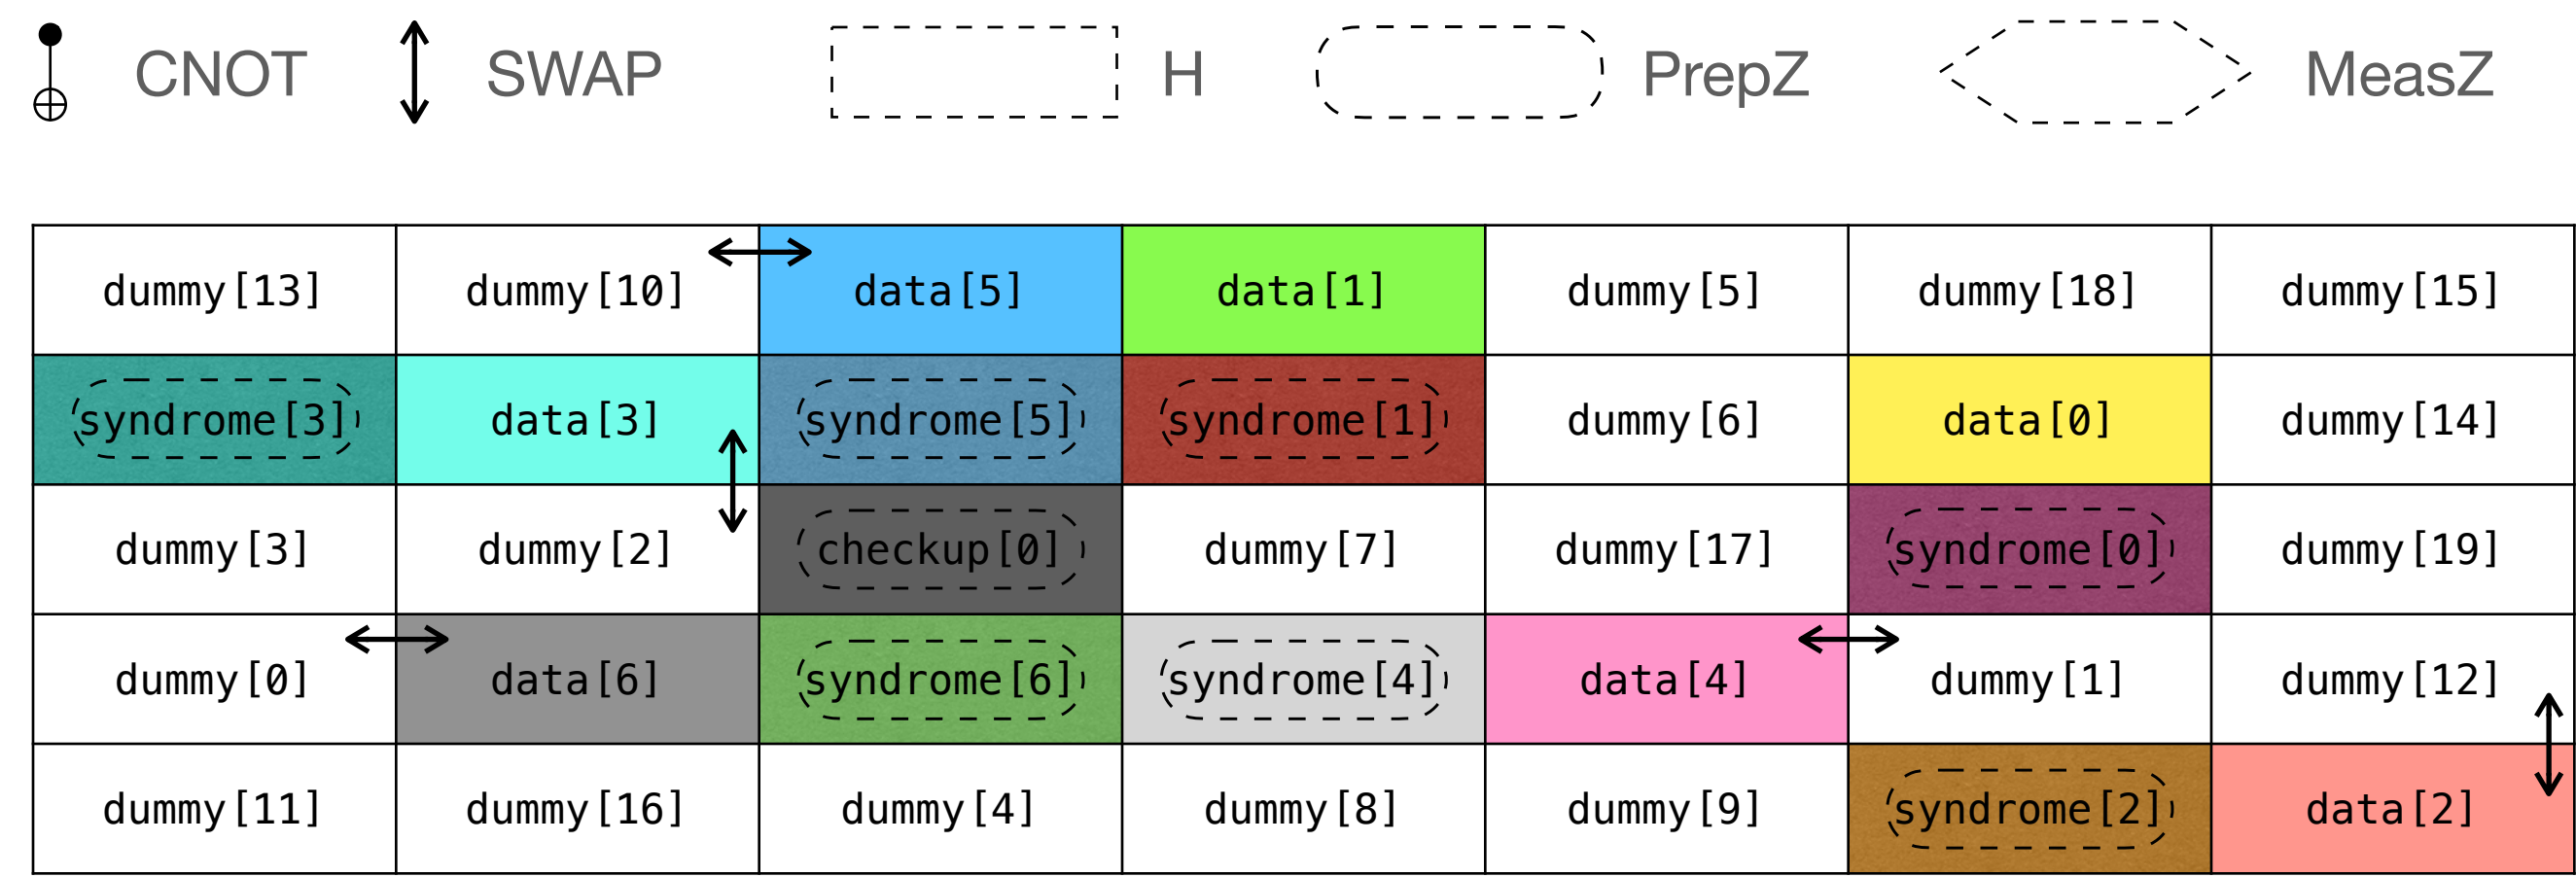 CNOT SWAP H PrepZ MeasZ
dummy[13] dummy[10] data[5] data[1] dummy[5] dummy[18] dummy[15]
syndrome[3] data[3] syndrome[5] syndrome[1] dummy[6] data[0] dummy[14]
dummy[3] dummy[2] checkup[0] dummy[7] dummy[17] syndrome[0] dummy[19]
dummy[0] data[6] syndrome[6] syndrome[4] data[4] dummy[1] dummy[12]
dummy[11] dummy[16] dummy[4] dummy[8] dummy[9] syndrome[2] data[2]